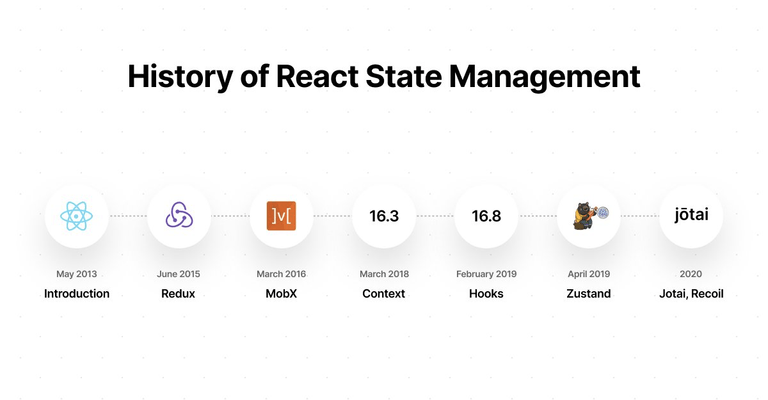 History of React State Management
]v[
16.3
16.8
jōtai
May 2013
June 2015
March 2016
March 2018
February 2019
April 2019
2020
Introduction
Redux
MobX
Context
Hooks
Zustand
Jotai, Recoil